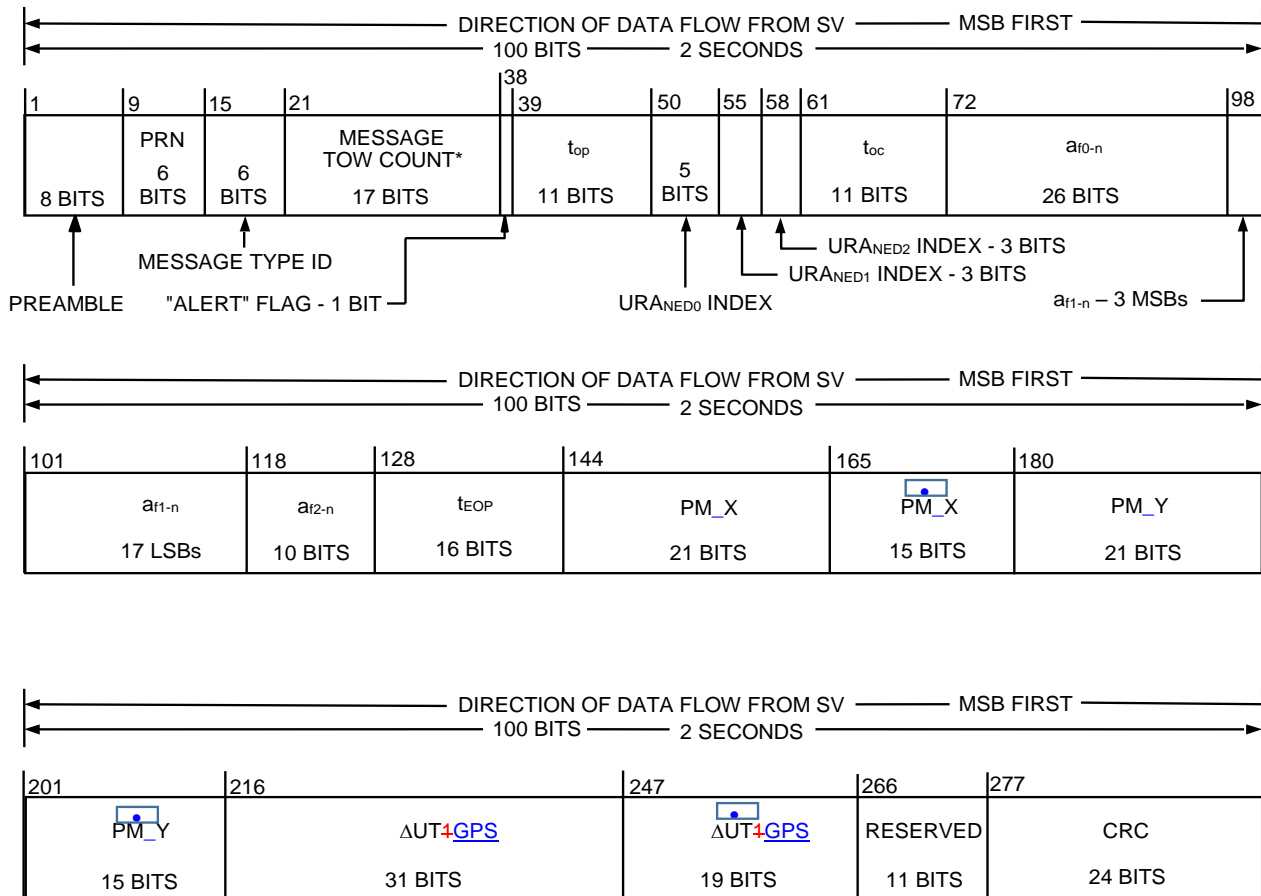 DIRECTION OF DATA FLOW FROM SV MSB FIRST
100 BITS 2 SECONDS
38
1 9 15 21 39 50 55 58 61 72 98
PRN MESSAGE
TOW COUNT* top toc af0-n
6 6 5
8 BITS BITS BITS 17 BITS 11 BITS BITS 11 BITS 26 BITS
URANED2 INDEX - 3 BITS
MESSAGE TYPE ID
URANED1 INDEX - 3 BITS
PREAMBLE "ALERT" FLAG - 1 BIT URANED0 INDEX af1-n – 3 MSBs
DIRECTION OF DATA FLOW FROM SV MSB FIRST
100 BITS 2 SECONDS
101 118 128 144 165 180
af1-n af2-n tEOP PM_X PM_X PM_Y
17 LSBs 10 BITS 16 BITS 21 BITS 15 BITS 21 BITS
DIRECTION OF DATA FLOW FROM SV MSB FIRST
100 BITS 2 SECONDS
201 216 247 266 277
PM_Y ΔUT1GPS ΔUT1GPS RESERVED CRC
15 BITS 31 BITS 19 BITS 11 BITS 24 BITS